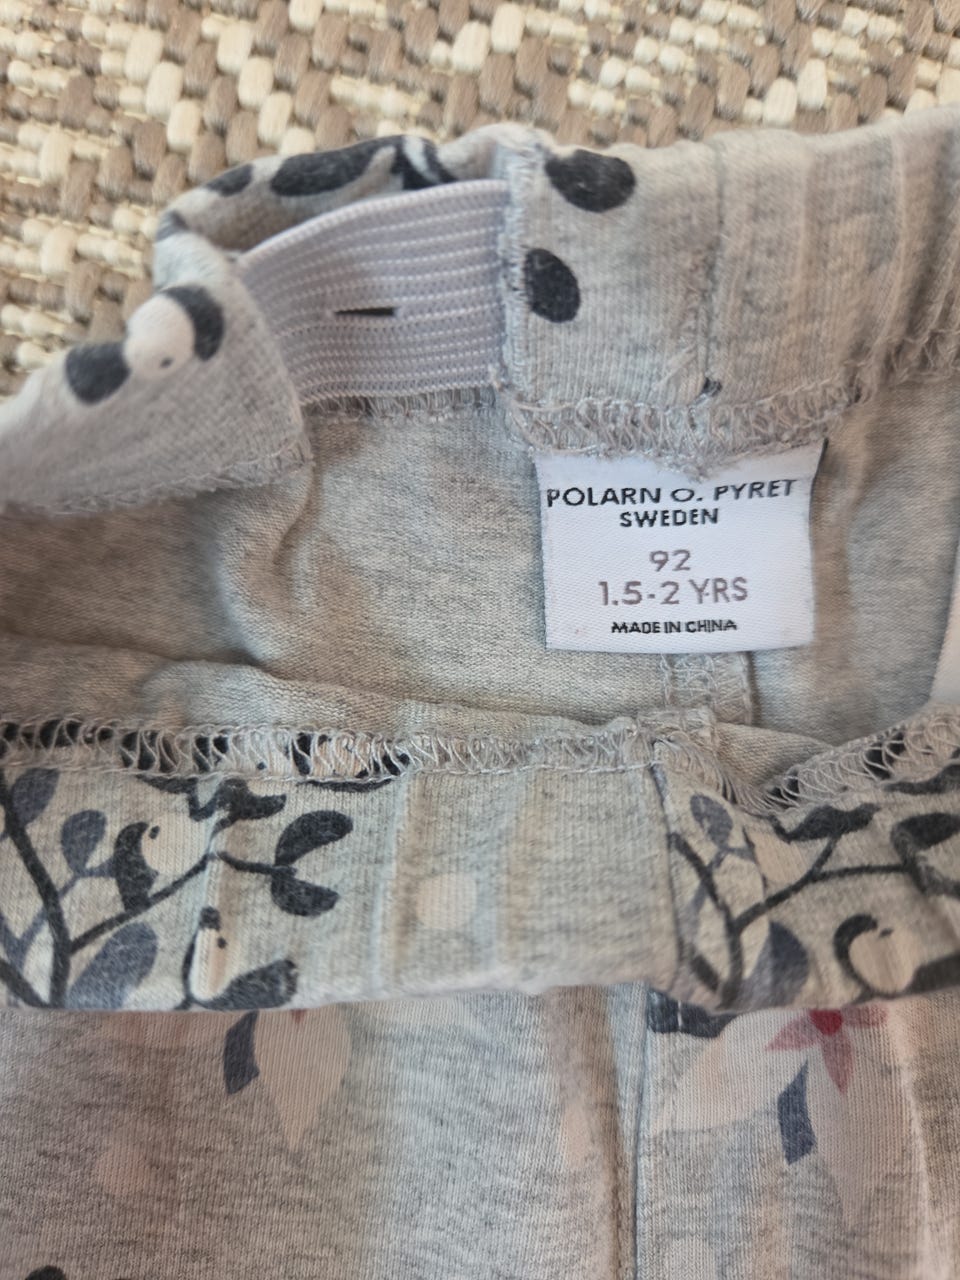 POLARN O. PYRET
SWEDEN
92
1.5-2 YRS
MADE IN CHINA